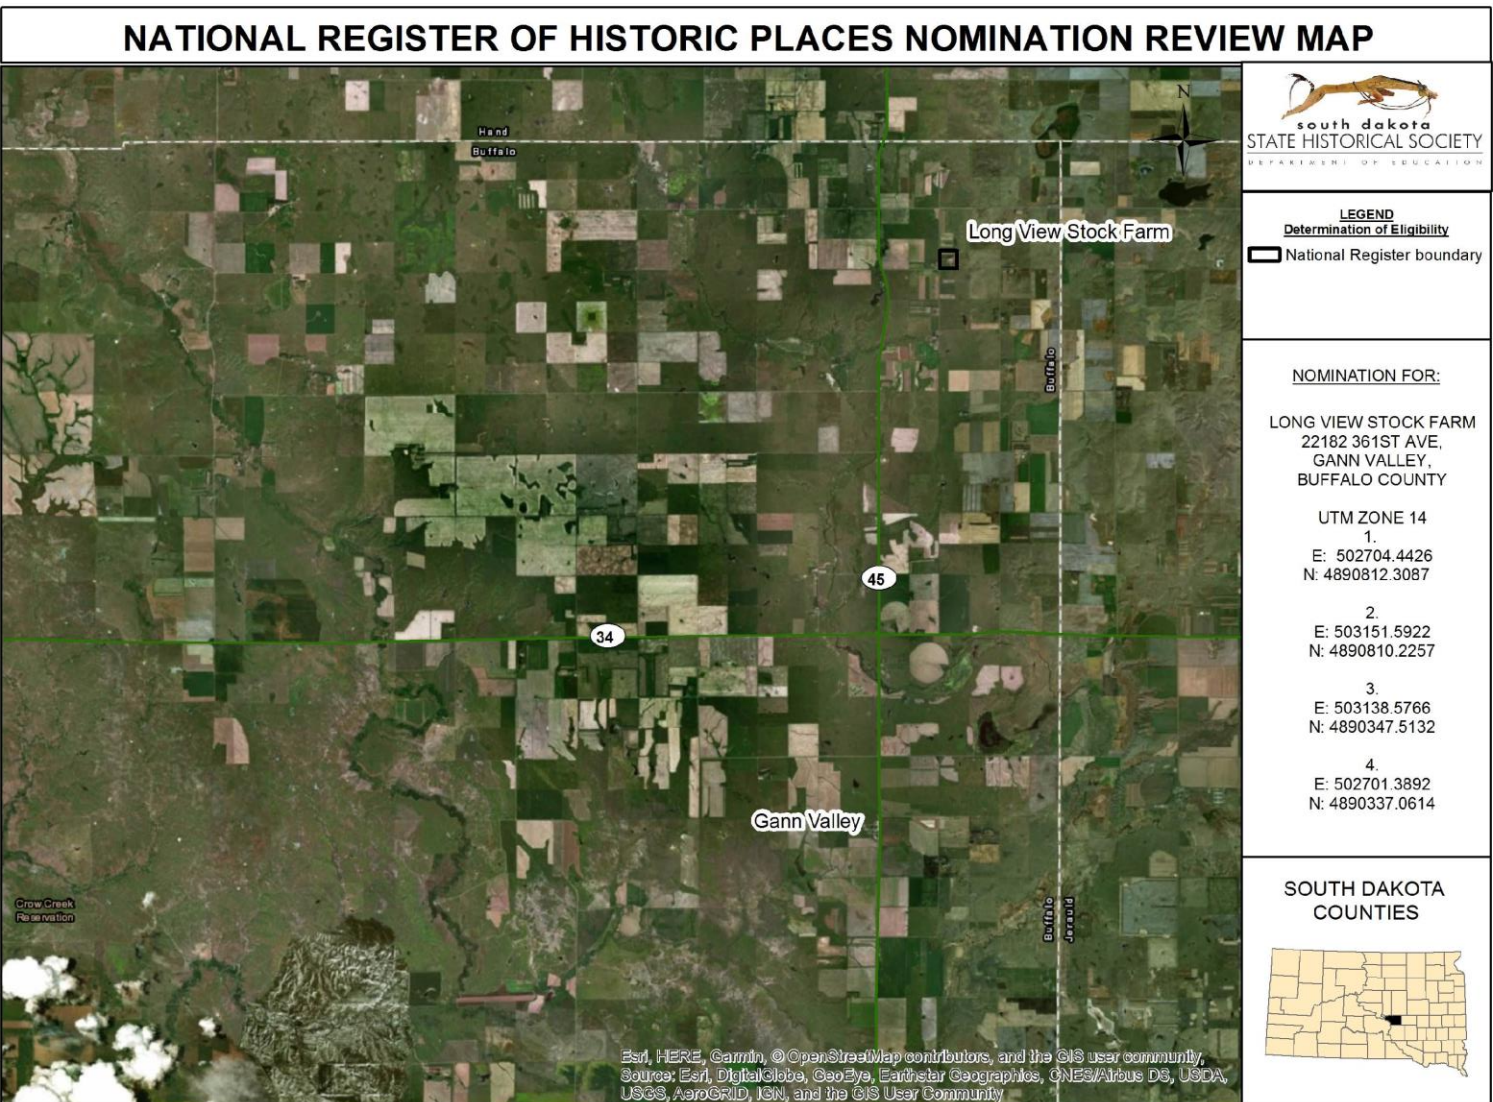 NATIONAL REGISTER OF HISTORIC PLACES NOMINATION REVIEW MAP
Hand
Buffalo
N
Long View Stock Farm
Buffalo
45
34
Gann Valley
Crow Creek
Reservation
Buffalo
Jerauld
Esri, HERE, Garmin, © OpenStreetMap contributors, and the GIS user community,
Source: Esri, DigitalGlobe, GeoEye, Earthstar Geographics, CNES/Airbus DS, USDA,
USGS, AeroGRID, IGN, and the GIS User Community
south dakota
STATE HISTORICAL SOCIETY
DEPARTMENT OF EDUCATION
LEGEND
Determination of Eligibility
National Register boundary
NOMINATION FOR:
LONG VIEW STOCK FARM
22182 361ST AVE,
GANN VALLEY,
BUFFALO COUNTY
UTM ZONE 14
1.
E: 502704.4426
N: 4890812.3087
2.
E: 503151.5922
N: 4890810.2257
3.
E: 503138.5766
N: 4890347.5132
4.
E: 502701.3892
N: 4890337.0614
SOUTH DAKOTA
COUNTIES